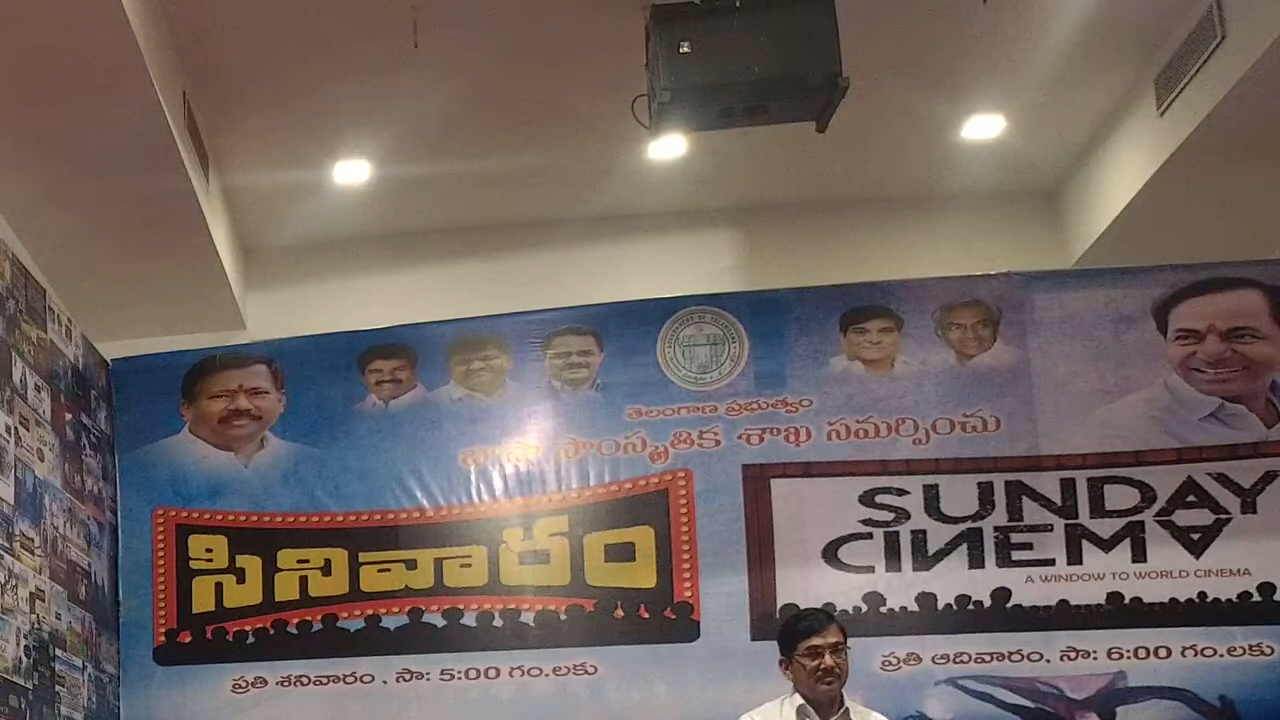 తెలంగాణ ప్రభుత్వం
భాషా సాంస్కృతిక శాఖ సమర్పించు
సినివారం
ప్రతి శనివారం, సా: 5:00 గం.లకు
SUNDAY
CINEMA
A WINDOW TO WORLD CINEMA
ప్రతి ఆదివారం, సా: 6:00 గం.లకు